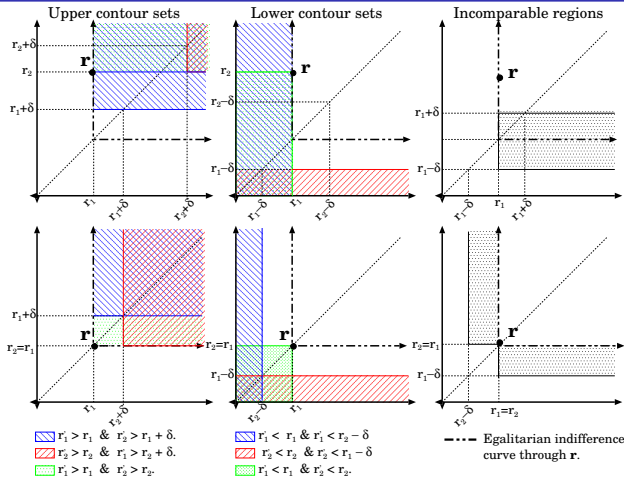 Upper contour sets Lower contour sets Incomparable regions
r₂+δ
r₂
r₁+δ
r
r₁
r₁+δ
r₂+δ
r₂
r₂−δ
r₁−δ
r
r₁−δ
r₁
r₂−δ
r₁+δ
r₁−δ
r
r₁−δ
r₁
r₁+δ
r₁+δ
r₂=r₁
r
r₁
r₂+δ
r₂=r₁
r₁−δ
r
r₂−δ
r₁
r₂=r₁
r₁−δ
r
r₂−δ
r₁=r₂
r'₁ > r₁ & r'₂ > r₁ + δ.
r'₂ > r₂ & r'₁ > r₁ + δ.
r'₁ > r₁ & r'₂ > r₂.
r'₁ < r₁ & r'₁ < r₂ − δ
r'₂ < r₂ & r'₂ < r₁ − δ
r'₁ < r₁ & r'₂ < r₂.
Egalitarian indifference
curve through r.